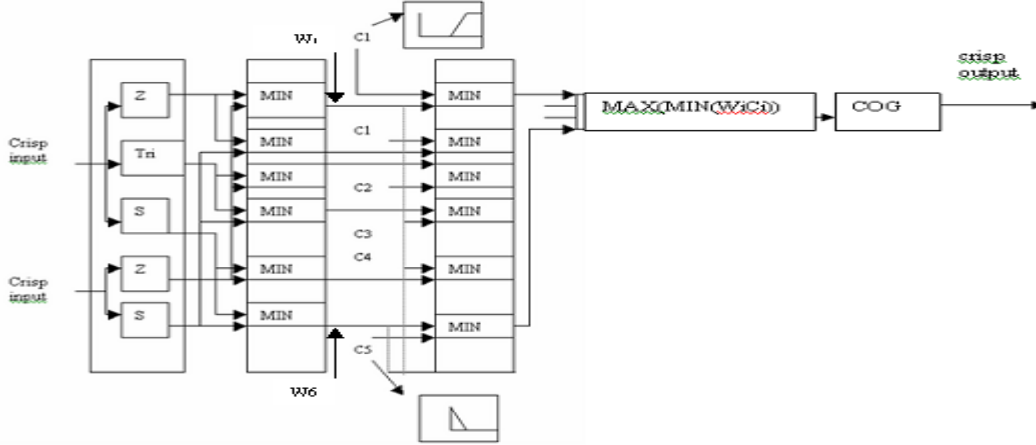 W₁
C1
crisp
output
Z
MIN
MIN
MAX(MIN(WiCi))
COG
Crisp
input
Tri
MIN
C1
MIN
MIN
C2
MIN
S
MIN
C3
MIN
C4
Crisp
input
Z
MIN
MIN
S
MIN
MIN
C5
W6